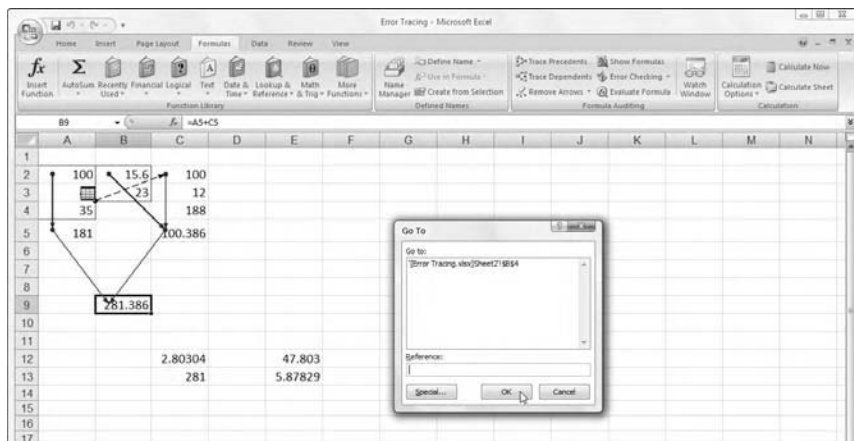 Error Tracing - Microsoft Excel
Home Insert Page Layout Formulas Data Review View
fx Insert Function
Σ AutoSum
Recently Used
Financial
Logical
Text
Date & Time
Lookup & Reference
Math & Trig
More Functions
Function Library
Name Manager
Define Name
Use in Formula
Create from Selection
Defined Names
Trace Precedents
Trace Dependents
Remove Arrows
Show Formulas
Error Checking
Evaluate Formula
Watch Window
Formula Auditing
Calculation Options
Calculate Now
Calculate Sheet
Calculation
B9 fx =A5+C5
A B C D E F G H I J K L M N
1
2 100 15.6 100
3 23 12
4 35 188
5 181 100.386
6
7
8
9 281.386
10
11
12 2.80304 47.803
13 281 5.87829
14
15
16
17
Go To
Go to:
'[Error Tracing.xlsx]Sheet2'!$B$4
Reference:
Special... OK Cancel